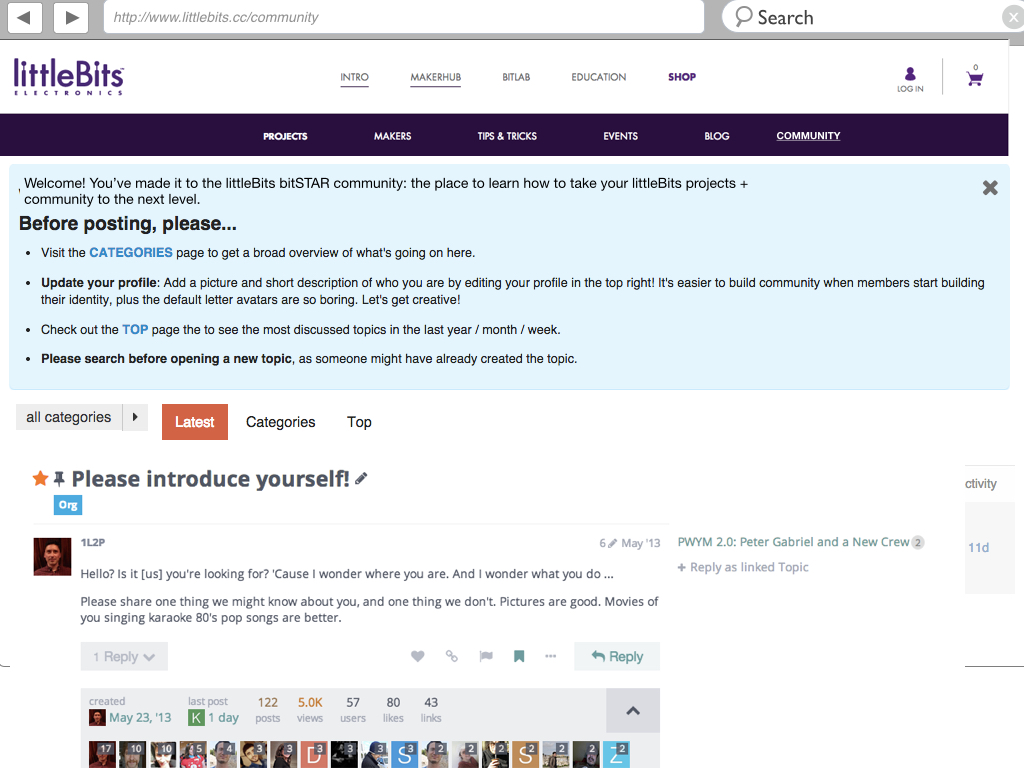 http://www.littlebits.cc/community
Search
littleBits
ELECTRONICS
INTRO MAKERHUB BITLAB EDUCATION SHOP
LOG IN
0
PROJECTS MAKERS TIPS & TRICKS EVENTS BLOG COMMUNITY
Welcome! You've made it to the littleBits bitSTAR community: the place to learn how to take your littleBits projects +
, community to the next level.
Before posting, please...
• Visit the CATEGORIES page to get a broad overview of what's going on here.
• Update your profile: Add a picture and short description of who you are by editing your profile in the top right! It's easier to build community when members start building
their identity, plus the default letter avatars are so boring. Let's get creative!
• Check out the TOP page the to see the most discussed topics in the last year / month / week.
• Please search before opening a new topic, as someone might have already created the topic.
all categories Latest Categories Top
Please introduce yourself!
Org
ctivity
11d
1L2P 6 May '13
PWYM 2.0: Peter Gabriel and a New Crew 2
+ Reply as linked Topic
Hello? Is it [us] you're looking for? 'Cause I wonder where you are. And I wonder what you do ...
Please share one thing we might know about you, and one thing we don't. Pictures are good. Movies of
you singing karaoke 80's pop songs are better.
1 Reply ••• Reply
created last post 122 5.0K 57 80 43
May 23, '13 K 1 day posts views users likes links
17 10 10 5 4 3 3 D 3 3 3 S 3 2 2 2 S 2 2 2 Z 2